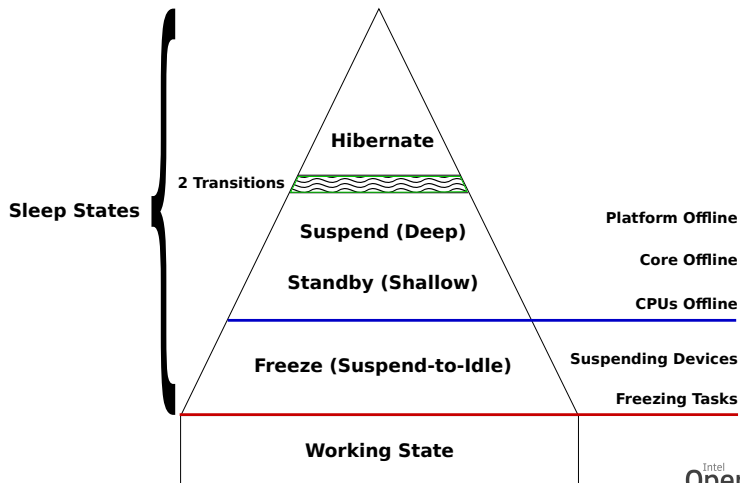 Hibernate
2 Transitions
Sleep States
Suspend (Deep)
Platform Offline
Core Offline
Standby (Shallow)
CPUs Offline
Freeze (Suspend-to-Idle)
Suspending Devices
Freezing Tasks
Working State
Intel